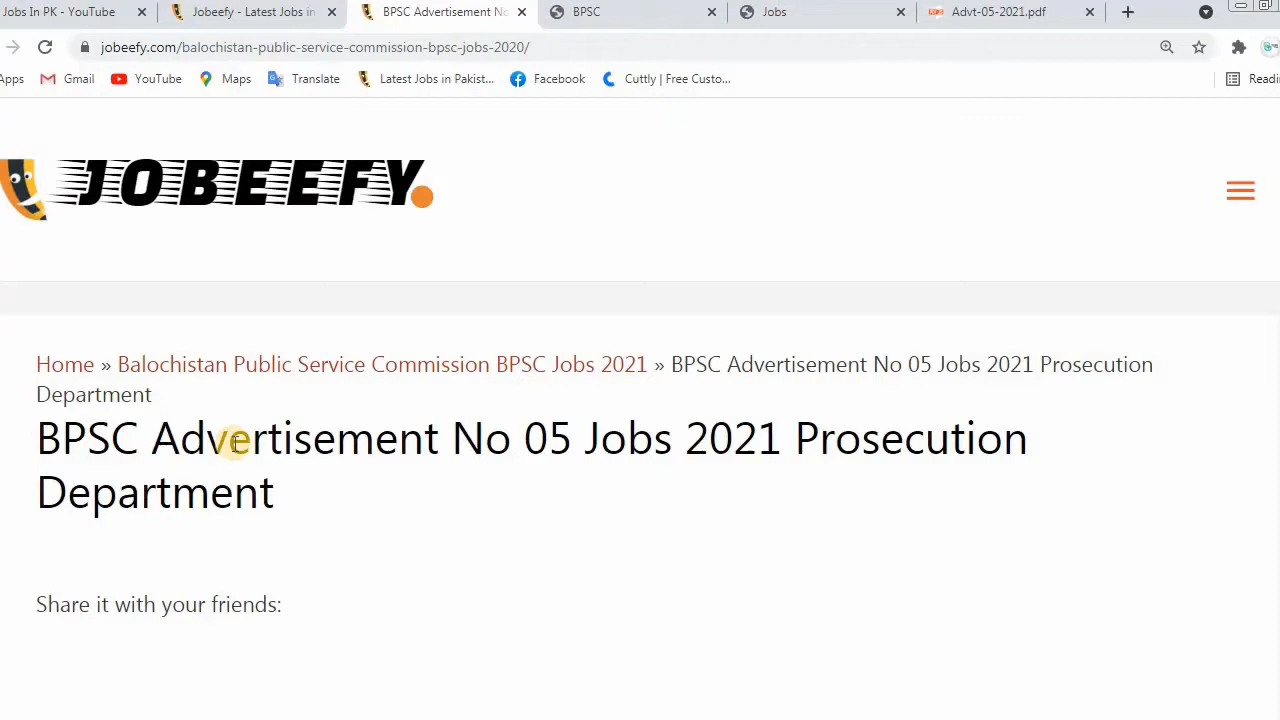 Jobs In PK - YouTube
Jobeefy - Latest Jobs in
BPSC Advertisement No
BPSC
Jobs
Advt-05-2021.pdf
jobeefy.com/balochistan-public-service-commission-bpsc-jobs-2020/
Apps
Gmail
YouTube
Maps
Translate
Latest Jobs in Pakist...
Facebook
Cuttly | Free Custo...
Readin
JOBEEFY.
Home » Balochistan Public Service Commission BPSC Jobs 2021 » BPSC Advertisement No 05 Jobs 2021 Prosecution
Department
BPSC Advertisement No 05 Jobs 2021 Prosecution
Department
Share it with your friends: